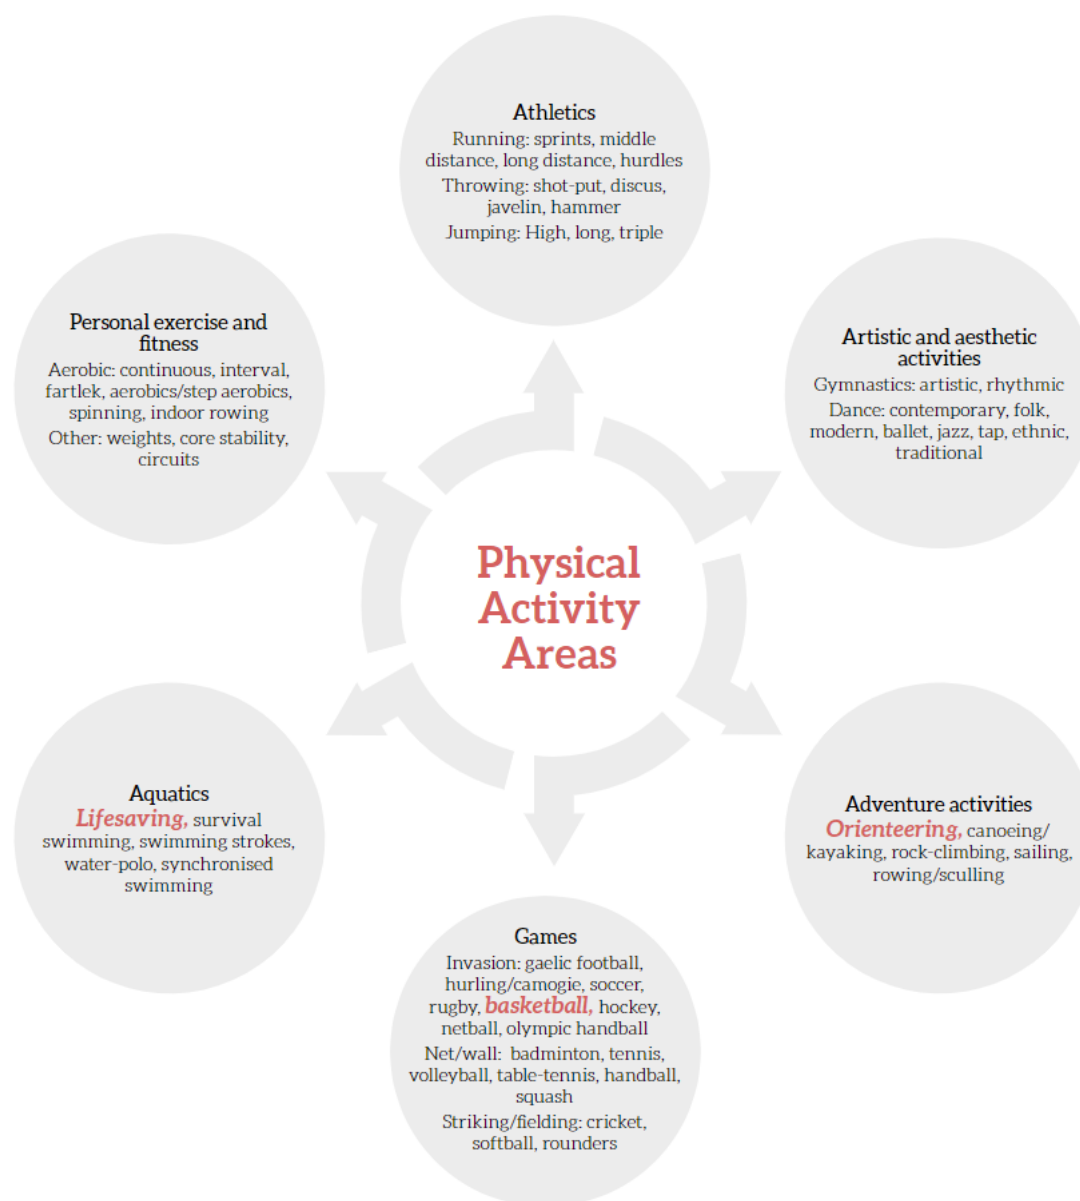 Athletics
Running: sprints, middle
distance, long distance, hurdles
Throwing: shot-put, discus,
javelin, hammer
Jumping: High, long, triple
Personal exercise and
fitness
Aerobic: continuous, interval,
fartlek, aerobics/step aerobics,
spinning, indoor rowing
Other: weights, core stability,
circuits
Artistic and aesthetic
activities
Gymnastics: artistic, rhythmic
Dance: contemporary, folk,
modern, ballet, jazz, tap, ethnic,
traditional
Physical
Activity
Areas
Aquatics
Lifesaving, survival
swimming, swimming strokes,
water-polo, synchronised
swimming
Adventure activities
Orienteering, canoeing/
kayaking, rock-climbing, sailing,
rowing/sculling
Games
Invasion: gaelic football,
hurling/camogie, soccer,
rugby, basketball, hockey,
netball, olympic handball
Net/wall: badminton, tennis,
volleyball, table-tennis, handball,
squash
Striking/fielding: cricket,
softball, rounders